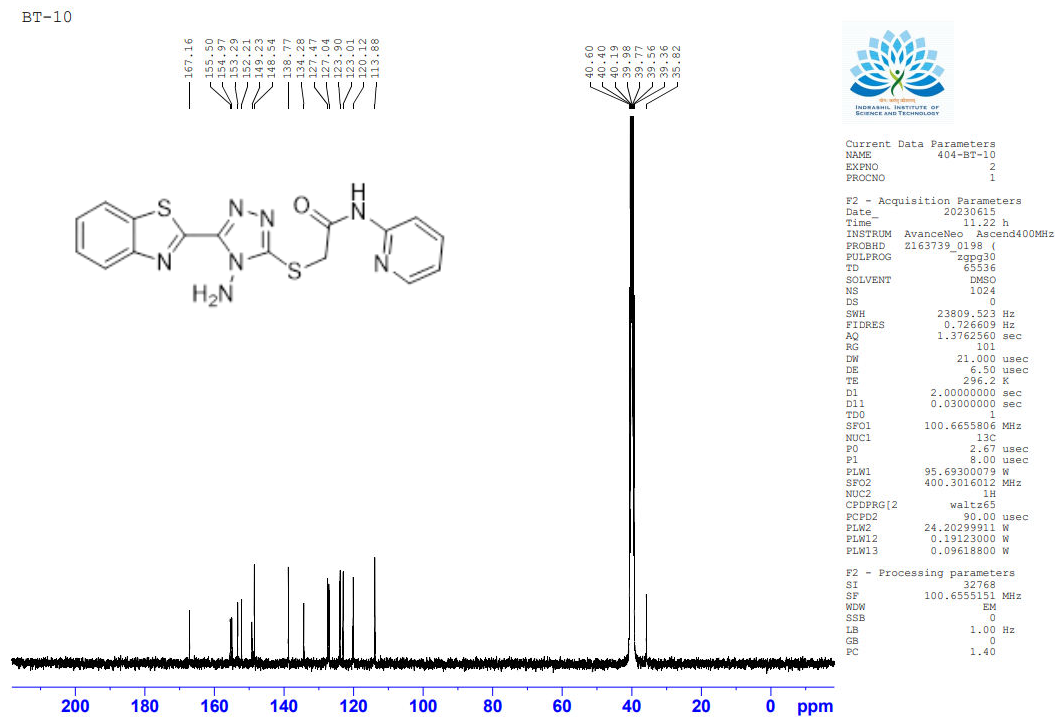 BT-10
167.16
155.50
154.97
153.29
152.21
149.23
148.54
138.77
134.28
127.47
127.04
123.90
123.01
120.12
113.88
40.60
40.40
40.19
39.98
39.77
39.56
39.36
35.82
INDRASHIL INSTITUTE OF
SCIENCE AND TECHNOLOGY
S
N
N
N
N
H2N
S
O
H
N
N
Current Data Parameters
NAME 404-BT-10
EXPNO 2
PROCNO 1
F2 - Acquisition Parameters
Date_ 20230615
Time 11.22 h
INSTRUM AvanceNeo Ascend400MHz
PROBHD Z163739_0198 (
PULPROG zgpg30
TD 65536
SOLVENT DMSO
NS 1024
DS 0
SWH 23809.523 Hz
FIDRES 0.726609 Hz
AQ 1.3762560 sec
RG 101
DW 21.000 usec
DE 6.50 usec
TE 296.2 K
D1 2.00000000 sec
D11 0.03000000 sec
TD0 1
SFO1 100.6655806 MHz
NUC1 13C
P0 2.67 usec
P1 8.00 usec
PLW1 95.69300079 W
SFO2 400.3016012 MHz
NUC2 1H
CPDPRG[2 waltz65
PCPD2 90.00 usec
PLW2 24.20299911 W
PLW12 0.19123000 W
PLW13 0.09618800 W
F2 - Processing parameters
SI 32768
SF 100.6555151 MHz
WDW EM
SSB 0
LB 1.00 Hz
GB 0
PC 1.40
200 180 160 140 120 100 80 60 40 20 0 ppm